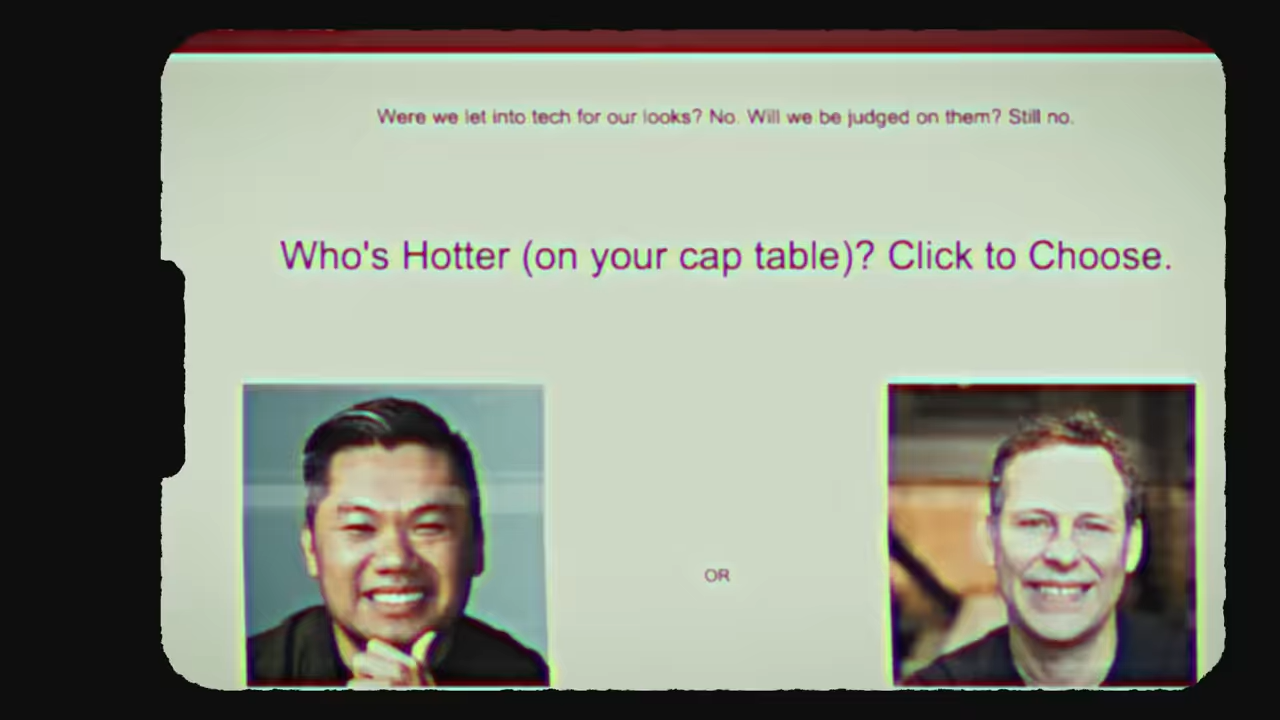 Were we let into tech for our looks? No. Will we be judged on them? Still no.
Who's Hotter (on your cap table)? Click to Choose.
OR